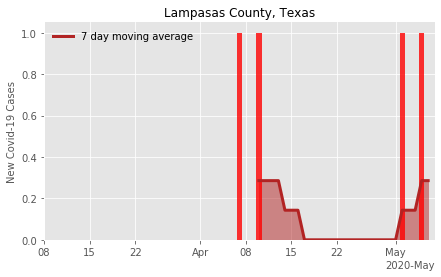 Lampasas County, Texas
7 day moving average
New Covid-19 Cases
1.0
0.8
0.6
0.4
0.2
0.0
08 15 22 Apr 08 15 22 May
2020-May